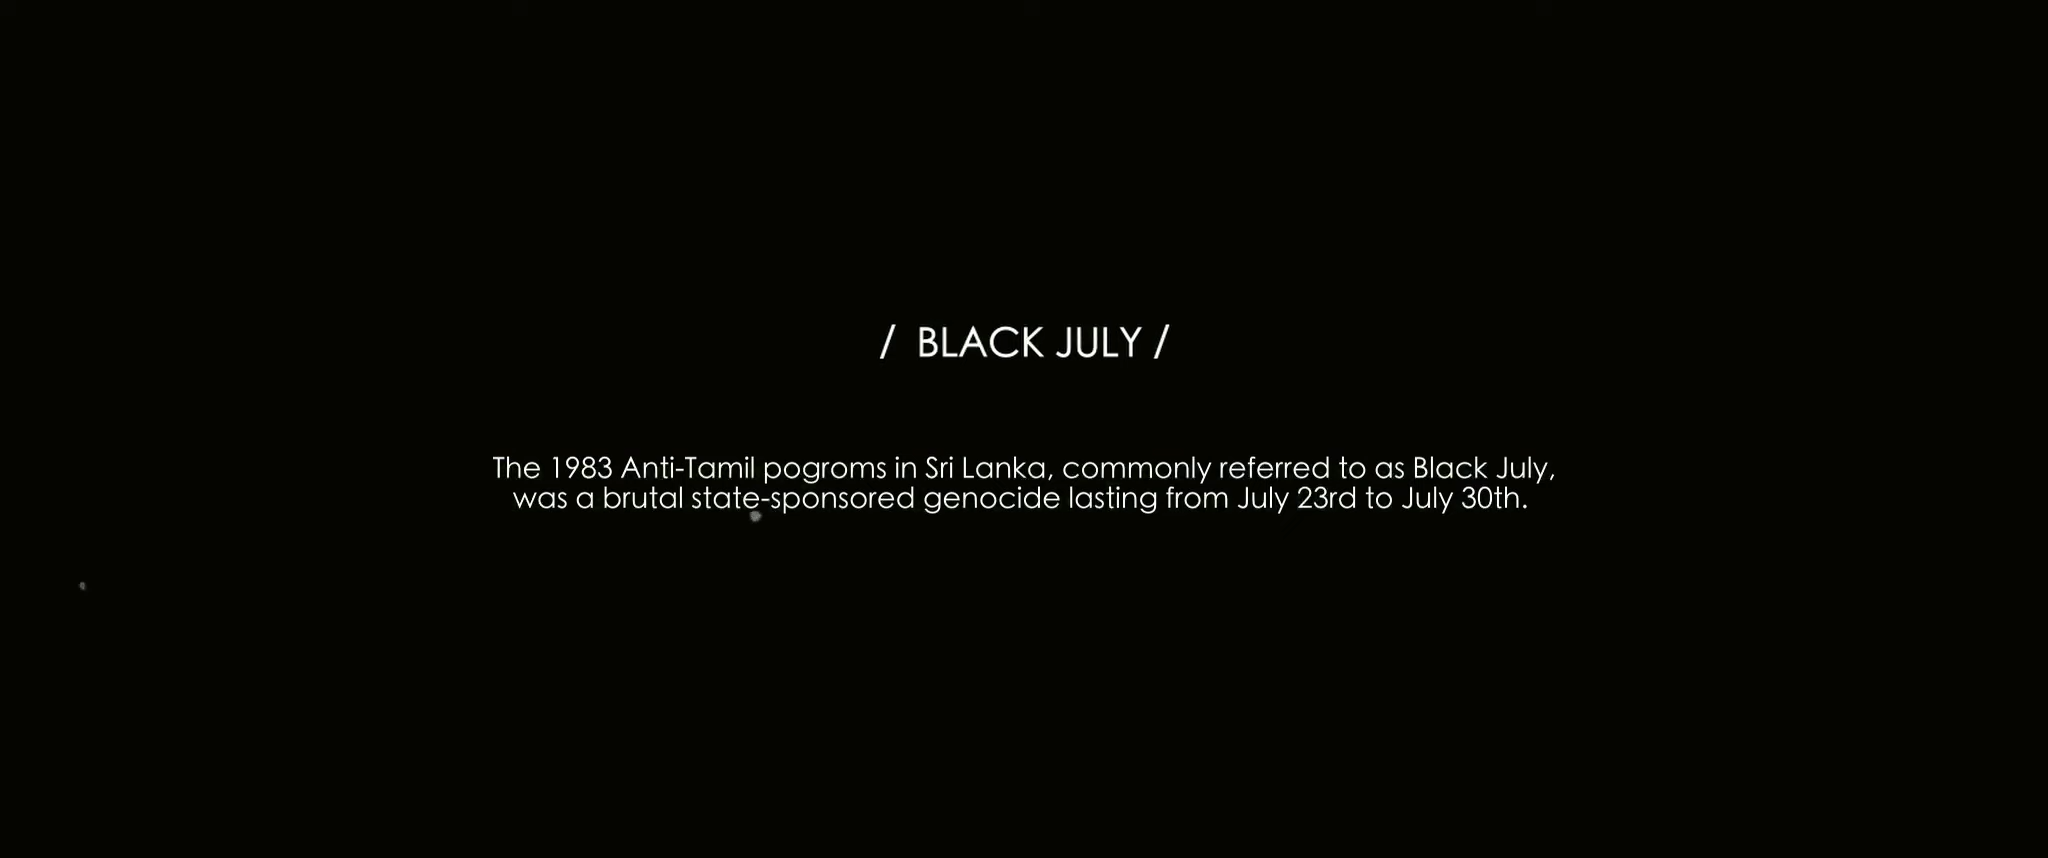 / BLACK JULY /
The 1983 Anti-Tamil pogroms in Sri Lanka, commonly referred to as Black July,
was a brutal state-sponsored genocide lasting from July 23rd to July 30th.